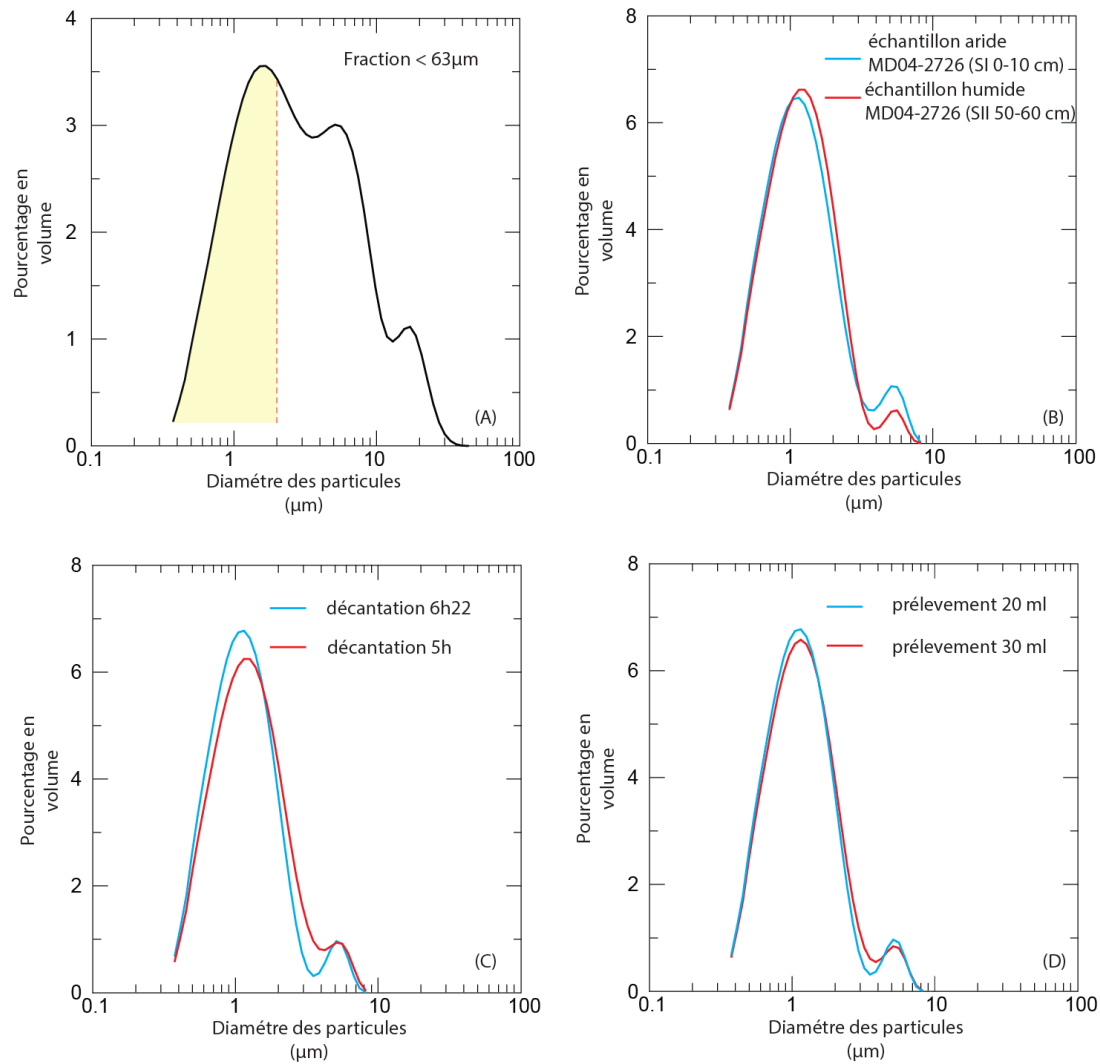 4
3
2
1
0
0.1
1
10
100
Pourcentage en
volume
Fraction < 63µm
(A)
Diamétre des particules
(µm)
8
6
4
2
0
0.1
1
10
100
Pourcentage en
volume
échantillon aride
MD04-2726 (SI 0-10 cm)
échantillon humide
MD04-2726 (SII 50-60 cm)
(B)
Diamétre des particules
(µm)
8
6
4
2
0
0.1
1
10
100
Pourcentage en
volume
décantation 6h22
décantation 5h
(C)
Diamétre des particules
(µm)
8
6
4
2
0
0.1
1
10
100
Pourcentage en
volume
prélevement 20 ml
prélevement 30 ml
(D)
Diamétre des particules
(µm)